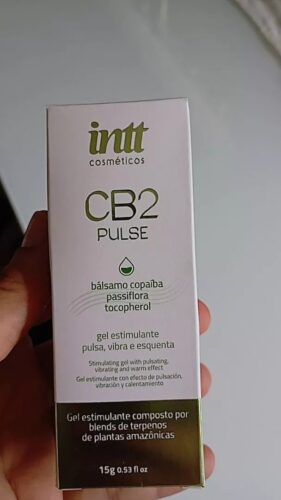 intt
cosméticos
CB2
PULSE
bálsamo copaíba
passiflora
tocopherol
gel estimulante
pulsa, vibra e esquenta
Stimulating gel with pulsating,
vibrating and warm effect
Gel estimulante con efecto de pulsación,
vibración y calentamiento
Gel estimulante composto por
blends de terpenos
de plantas amazônicas
15g 0.53 fl oz